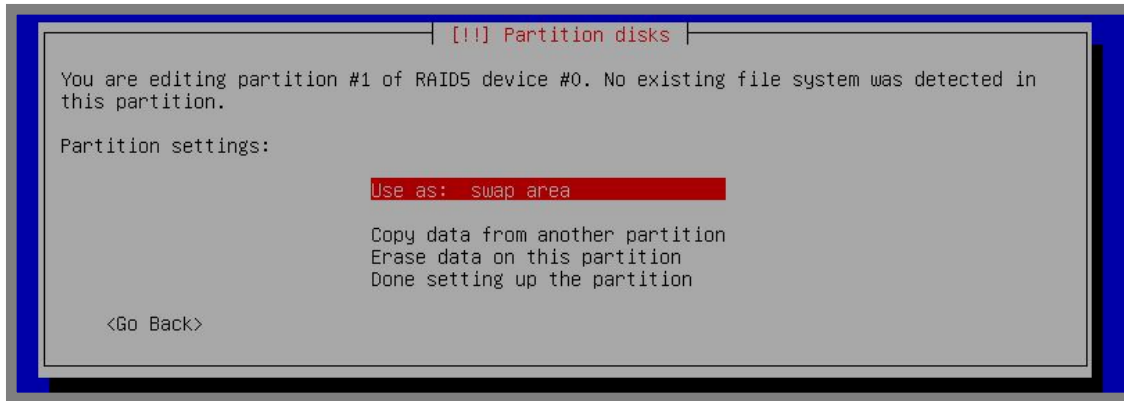 [!!] Partition disks
You are editing partition #1 of RAID5 device #0. No existing file system was detected in
this partition.
Partition settings:
Use as:  swap area
Copy data from another partition
Erase data on this partition
Done setting up the partition
<Go Back>